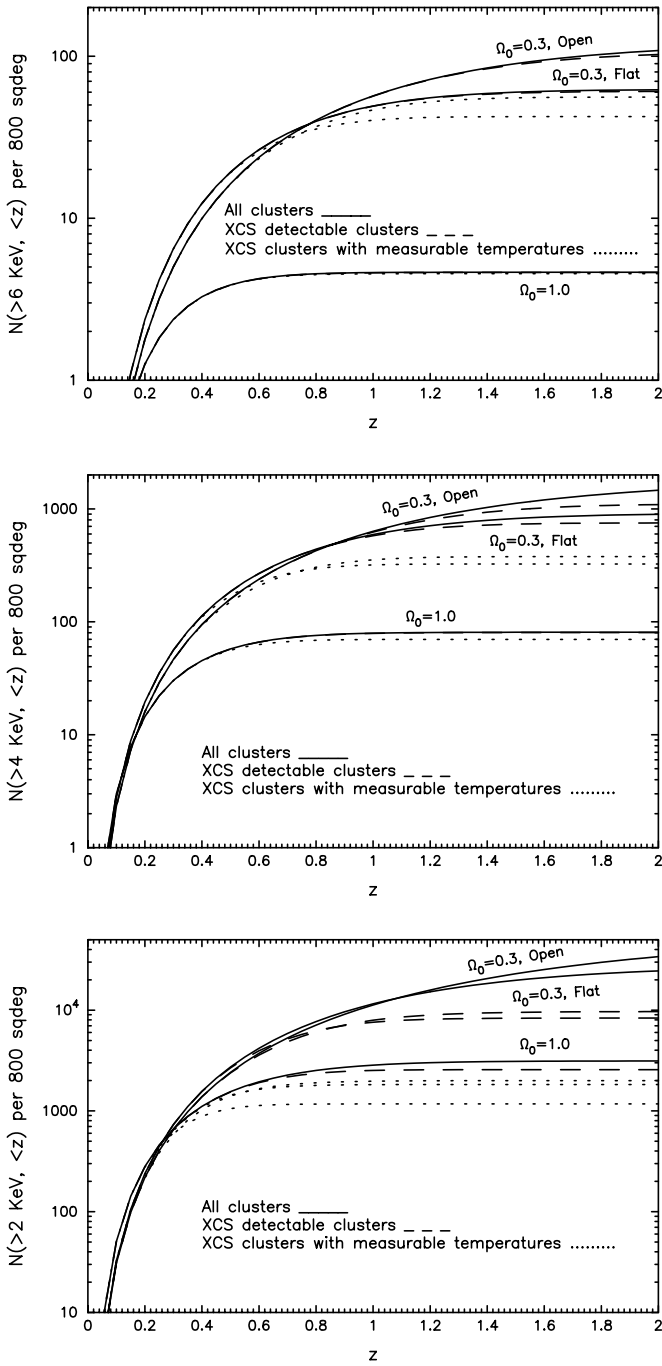 N(>6 KeV, <z) per 800 sqdeg
100
10
1
Ω₀=0.3, Open
Ω₀=0.3, Flat
All clusters
XCS detectable clusters
XCS clusters with measurable temperatures
Ω₀=1.0
0 0.2 0.4 0.6 0.8 1 1.2 1.4 1.6 1.8 2
z
N(>4 KeV, <z) per 800 sqdeg
1000
100
10
1
Ω₀=0.3, Open
Ω₀=0.3, Flat
Ω₀=1.0
All clusters
XCS detectable clusters
XCS clusters with measurable temperatures
0 0.2 0.4 0.6 0.8 1 1.2 1.4 1.6 1.8 2
z
N(>2 KeV, <z) per 800 sqdeg
10⁴
1000
100
10
Ω₀=0.3, Open
Ω₀=0.3, Flat
Ω₀=1.0
All clusters
XCS detectable clusters
XCS clusters with measurable temperatures
0 0.2 0.4 0.6 0.8 1 1.2 1.4 1.6 1.8 2
z